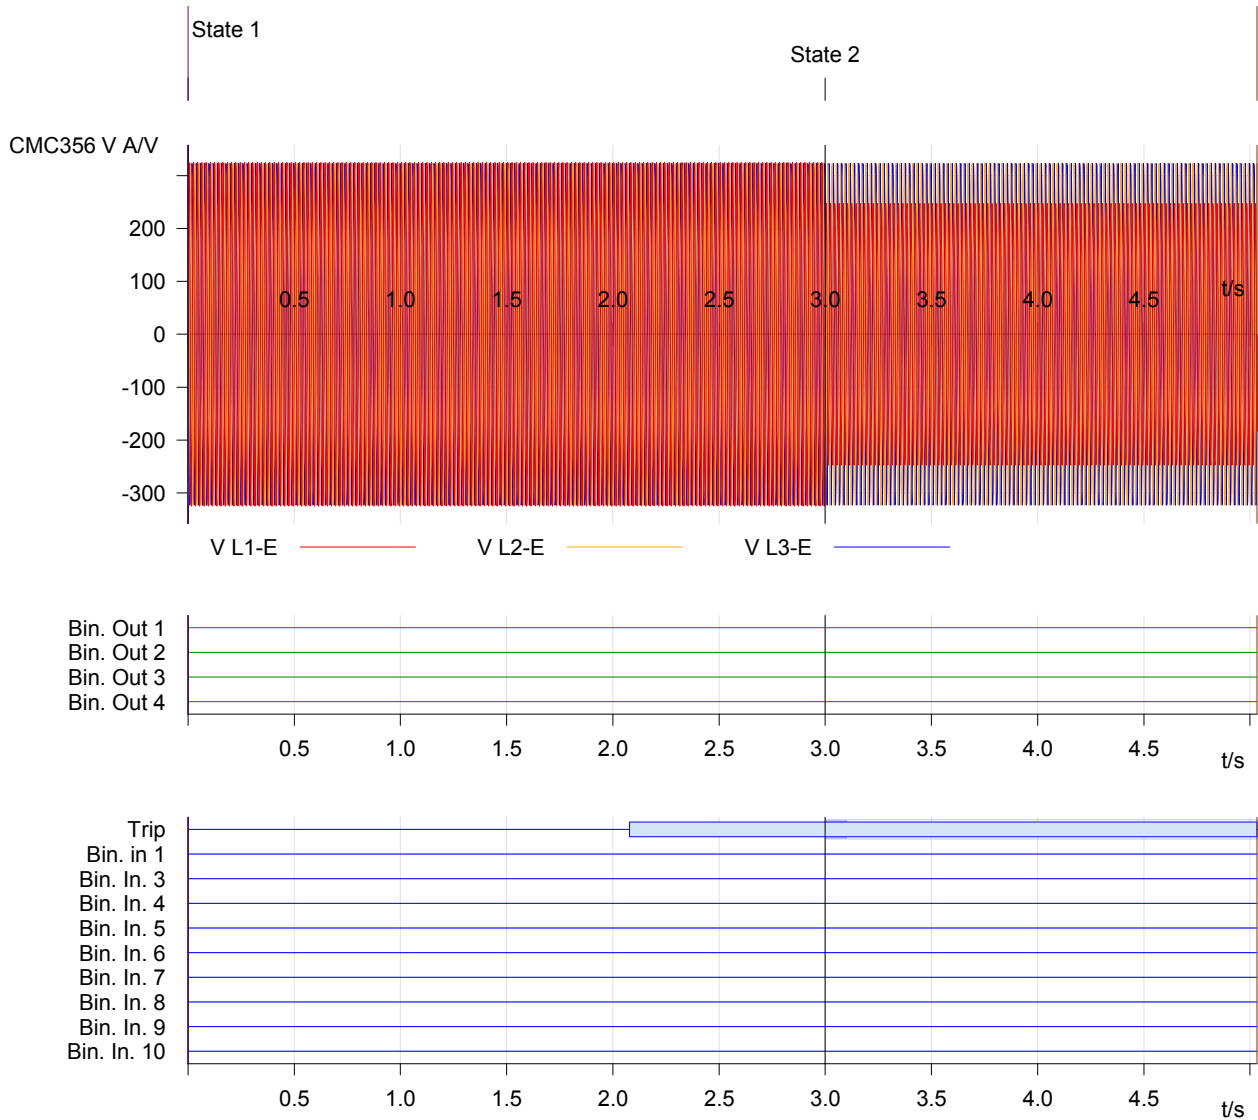 State 1
State 2
CMC356 V A/V
200
100
0.5 1.0 1.5 2.0 2.5 3.0 3.5 4.0 4.5 t/s
0
-100
-200
-300
V L1-E V L2-E V L3-E
Bin. Out 1
Bin. Out 2
Bin. Out 3
Bin. Out 4
0.5 1.0 1.5 2.0 2.5 3.0 3.5 4.0 4.5 t/s
Trip
Bin. in 1
Bin. In. 3
Bin. In. 4
Bin. In. 5
Bin. In. 6
Bin. In. 7
Bin. In. 8
Bin. In. 9
Bin. In. 10
0.5 1.0 1.5 2.0 2.5 3.0 3.5 4.0 4.5 t/s